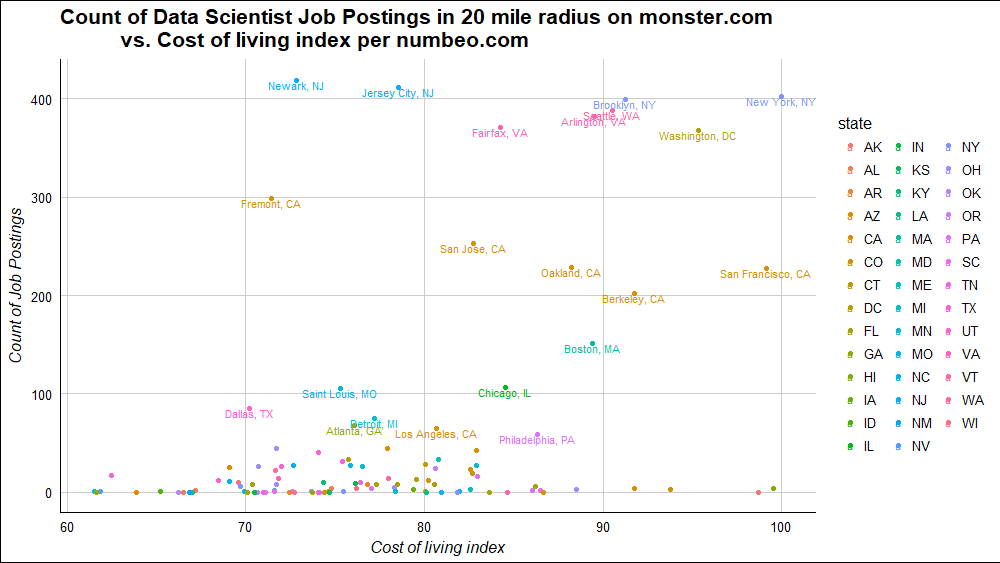 Count of Data Scientist Job Postings in 20 mile radius on monster.com
vs. Cost of living index per numbeo.com
Count of Job Postings
400
300
200
100
0
Newark, NJ
Jersey City, NJ
Brooklyn, NY
New York, NY
Seattle, WA
Arlington, VA
Fairfax, VA
Washington, DC
Fremont, CA
San Jose, CA
Oakland, CA
San Francisco, CA
Berkeley, CA
Boston, MA
Saint Louis, MO
Chicago, IL
Dallas, TX
Detroit, MI
Atlanta, GA
Los Angeles, CA
Philadelphia, PA
60 70 80 90 100
Cost of living index
state
AK IN NY
AL KS OH
AR KY OK
AZ LA OR
CA MA PA
CO MD SC
CT ME TN
DC MI TX
FL MN UT
GA MO VA
HI NC VT
IA NJ WA
ID NM WI
IL NV